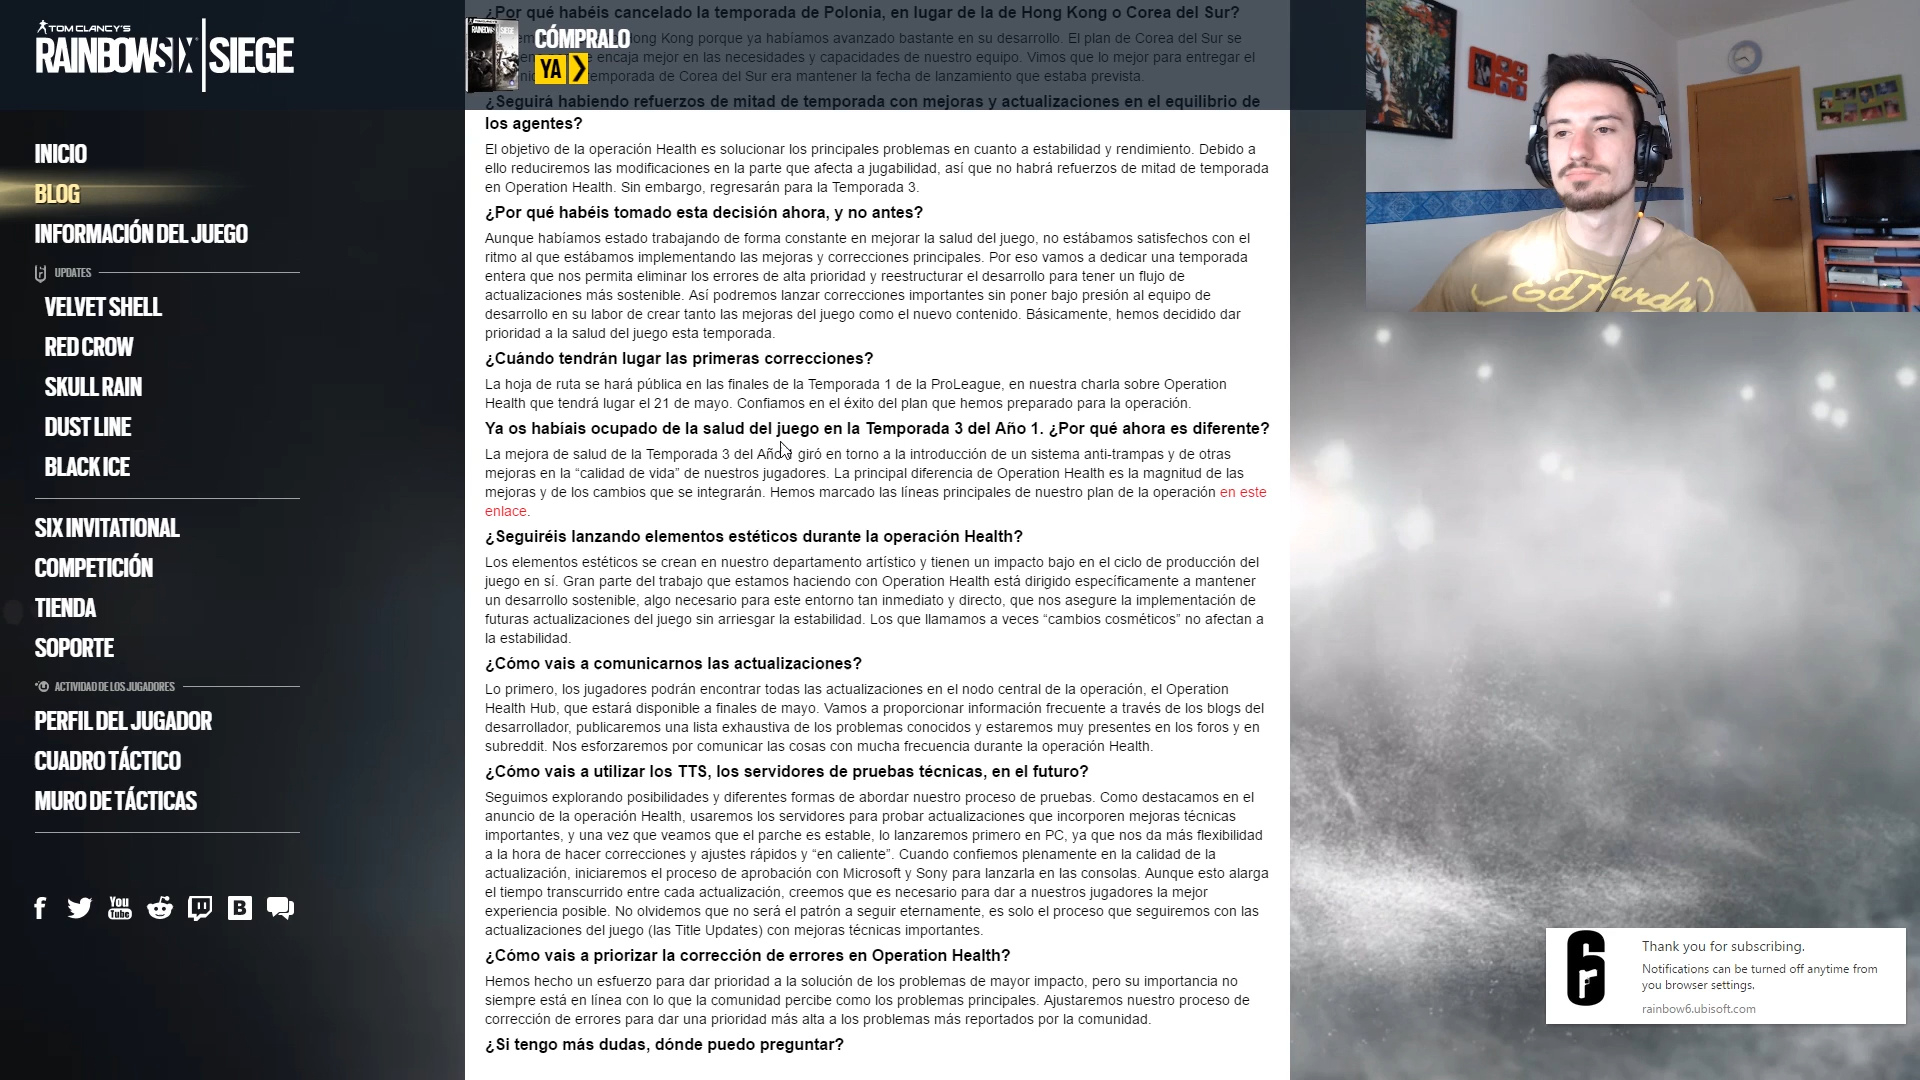 TOM CLANCY'S
RAINBOWSIX | SIEGE
INICIO
BLOG
INFORMACIÓN DEL JUEGO
UPDATES
VELVET SHELL
RED CROW
SKULL RAIN
DUST LINE
BLACK ICE
SIX INVITATIONAL
COMPETICIÓN
TIENDA
SOPORTE
ACTIVIDAD DE LOS JUGADORES
PERFIL DEL JUGADOR
CUADRO TÁCTICO
MURO DE TÁCTICAS
You
Tube
CÓMPRALO
YA
¿Por qué habéis cancelado la temporada de Polonia, en lugar de la de Hong Kong o Corea del Sur?
Hong Kong porque ya habíamos avanzado bastante en su desarrollo. El plan de Corea del Sur se
encaja mejor en las necesidades y capacidades de nuestro equipo. Vimos que lo mejor para entregar el
temporada de Corea del Sur era mantener la fecha de lanzamiento que estaba prevista.
¿Seguirá habiendo refuerzos de mitad de temporada con mejoras y actualizaciones en el equilibrio de
los agentes?
El objetivo de la operación Health es solucionar los principales problemas en cuanto a estabilidad y rendimiento. Debido a
ello reduciremos las modificaciones en la parte que afecta a jugabilidad, así que no habrá refuerzos de mitad de temporada
en Operation Health. Sin embargo, regresarán para la Temporada 3.
¿Por qué habéis tomado esta decisión ahora, y no antes?
Aunque habíamos estado trabajando de forma constante en mejorar la salud del juego, no estábamos satisfechos con el
ritmo al que estábamos implementando las mejoras y correcciones principales. Por eso vamos a dedicar una temporada
entera que nos permita eliminar los errores de alta prioridad y reestructurar el desarrollo para tener un flujo de
actualizaciones más sostenible. Así podremos lanzar correcciones importantes sin poner bajo presión al equipo de
desarrollo en su labor de crear tanto las mejoras del juego como el nuevo contenido. Básicamente, hemos decidido dar
prioridad a la salud del juego esta temporada.
¿Cuándo tendrán lugar las primeras correcciones?
La hoja de ruta se hará pública en las finales de la Temporada 1 de la ProLeague, en nuestra charla sobre Operation
Health que tendrá lugar el 21 de mayo. Confiamos en el éxito del plan que hemos preparado para la operación.
Ya os habíais ocupado de la salud del juego en la Temporada 3 del Año 1. ¿Por qué ahora es diferente?
La mejora de salud de la Temporada 3 del Año 1 giró en torno a la introducción de un sistema anti-trampas y de otras
mejoras en la “calidad de vida” de nuestros jugadores. La principal diferencia de Operation Health es la magnitud de las
mejoras y de los cambios que se integrarán. Hemos marcado las líneas principales de nuestro plan de la operación en este
enlace.
¿Seguiréis lanzando elementos estéticos durante la operación Health?
Los elementos estéticos se crean en nuestro departamento artístico y tienen un impacto bajo en el ciclo de producción del
juego en sí. Gran parte del trabajo que estamos haciendo con Operation Health está dirigido específicamente a mantener
un desarrollo sostenible, algo necesario para este entorno tan inmediato y directo, que nos asegure la implementación de
futuras actualizaciones del juego sin arriesgar la estabilidad. Los que llamamos a veces “cambios cosméticos” no afectan a
la estabilidad.
¿Cómo vais a comunicarnos las actualizaciones?
Lo primero, los jugadores podrán encontrar todas las actualizaciones en el nodo central de la operación, el Operation
Health Hub, que estará disponible a finales de mayo. Vamos a proporcionar información frecuente a través de los blogs del
desarrollador, publicaremos una lista exhaustiva de los problemas conocidos y estaremos muy presentes en los foros y en
subreddit. Nos esforzaremos por comunicar las cosas con mucha frecuencia durante la operación Health.
¿Cómo vais a utilizar los TTS, los servidores de pruebas técnicas, en el futuro?
Seguimos explorando posibilidades y diferentes formas de abordar nuestro proceso de pruebas. Como destacamos en el
anuncio de la operación Health, usaremos los servidores para probar actualizaciones que incorporen mejoras técnicas
importantes, y una vez que veamos que el parche es estable, lo lanzaremos primero en PC, ya que nos da más flexibilidad
a la hora de hacer correcciones y ajustes rápidos y “en caliente”. Cuando confiemos plenamente en la calidad de la
actualización, iniciaremos el proceso de aprobación con Microsoft y Sony para lanzarla en las consolas. Aunque esto alarga
el tiempo transcurrido entre cada actualización, creemos que es necesario para dar a nuestros jugadores la mejor
experiencia posible. No olvidemos que no será el patrón a seguir eternamente, es solo el proceso que seguiremos con las
actualizaciones del juego (las Title Updates) con mejoras técnicas importantes.
¿Cómo vais a priorizar la corrección de errores en Operation Health?
Hemos hecho un esfuerzo para dar prioridad a la solución de los problemas de mayor impacto, pero su importancia no
siempre está en línea con lo que la comunidad percibe como los problemas principales. Ajustaremos nuestro proceso de
corrección de errores para dar una prioridad más alta a los problemas más reportados por la comunidad.
¿Si tengo más dudas, dónde puedo preguntar?
Ed Hardy
Thank you for subscribing.
Notifications can be turned off anytime from
you browser settings.
rainbow6.ubisoft.com